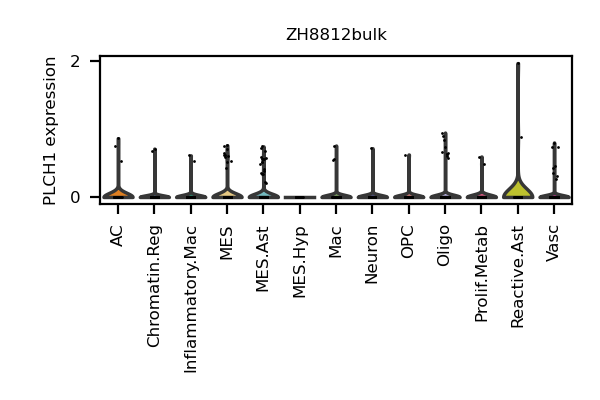 ZH8812bulk
PLCH1 expression
2
0
AC
Chromatin.Reg
Inflammatory.Mac
MES
MES.Ast
MES.Hyp
Mac
Neuron
OPC
Oligo
Prolif.Metab
Reactive.Ast
Vasc